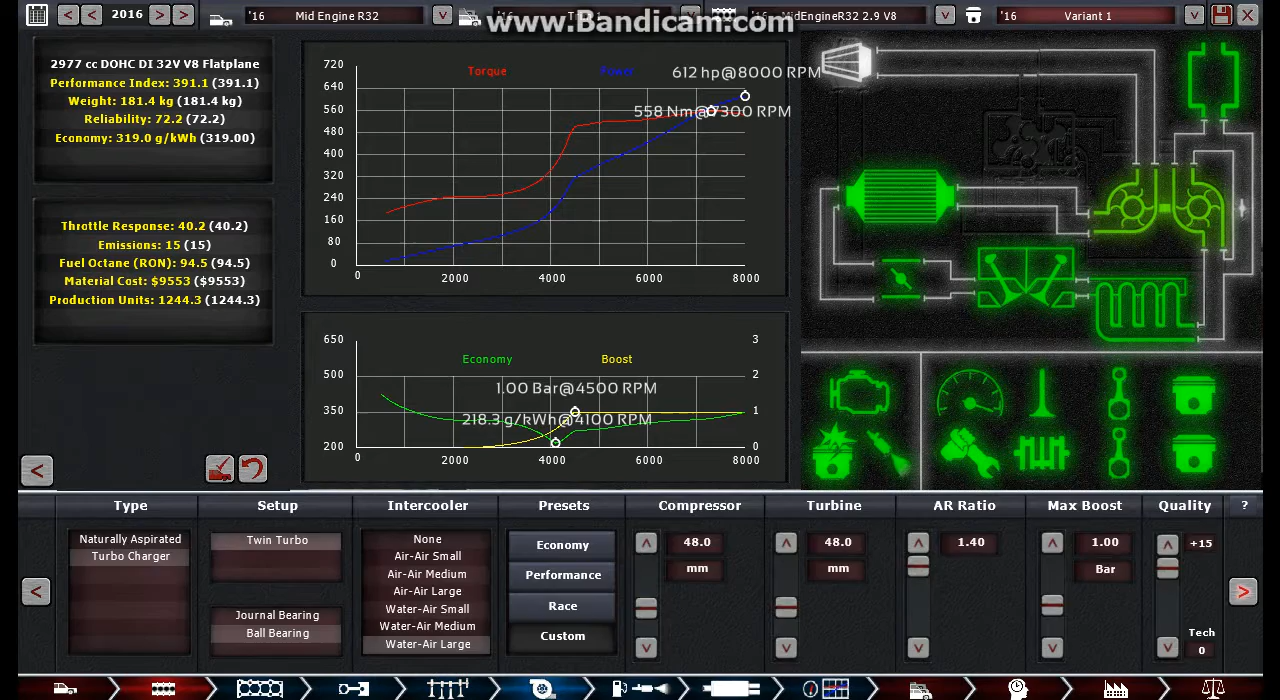 www.Bandicam.com
2016
'16
Mid Engine R32
'16
MidEngineR32 2.9 V8
'16
Variant 1
2977 cc DOHC DI 32V V8 Flatplane
Performance Index: 391.1 (391.1)
Weight: 181.4 kg (181.4 kg)
Reliability: 72.2 (72.2)
Economy: 319.0 g/kWh (319.00)
Throttle Response: 40.2 (40.2)
Emissions: 15 (15)
Fuel Octane (RON): 94.5 (94.5)
Material Cost: $9553 ($9553)
Production Units: 1244.3 (1244.3)
Torque
Power
612 hp@8000 RPM
558 Nm@7300 RPM
720
640
560
480
400
320
240
160
80
0
0
2000
4000
6000
8000
Economy
Boost
1.00 Bar@4500 RPM
218.3 g/kWh@4100 RPM
650
500
350
200
3
2
1
0
0
2000
4000
6000
8000
Type
Setup
Intercooler
Presets
Compressor
Turbine
AR Ratio
Max Boost
Quality
?
Naturally Aspirated
Turbo Charger
Twin Turbo
Journal Bearing
Ball Bearing
None
Air-Air Small
Air-Air Medium
Air-Air Large
Water-Air Small
Water-Air Medium
Water-Air Large
Economy
Performance
Race
Custom
48.0
mm
48.0
mm
1.40
1.00
Bar
+15
Tech
0